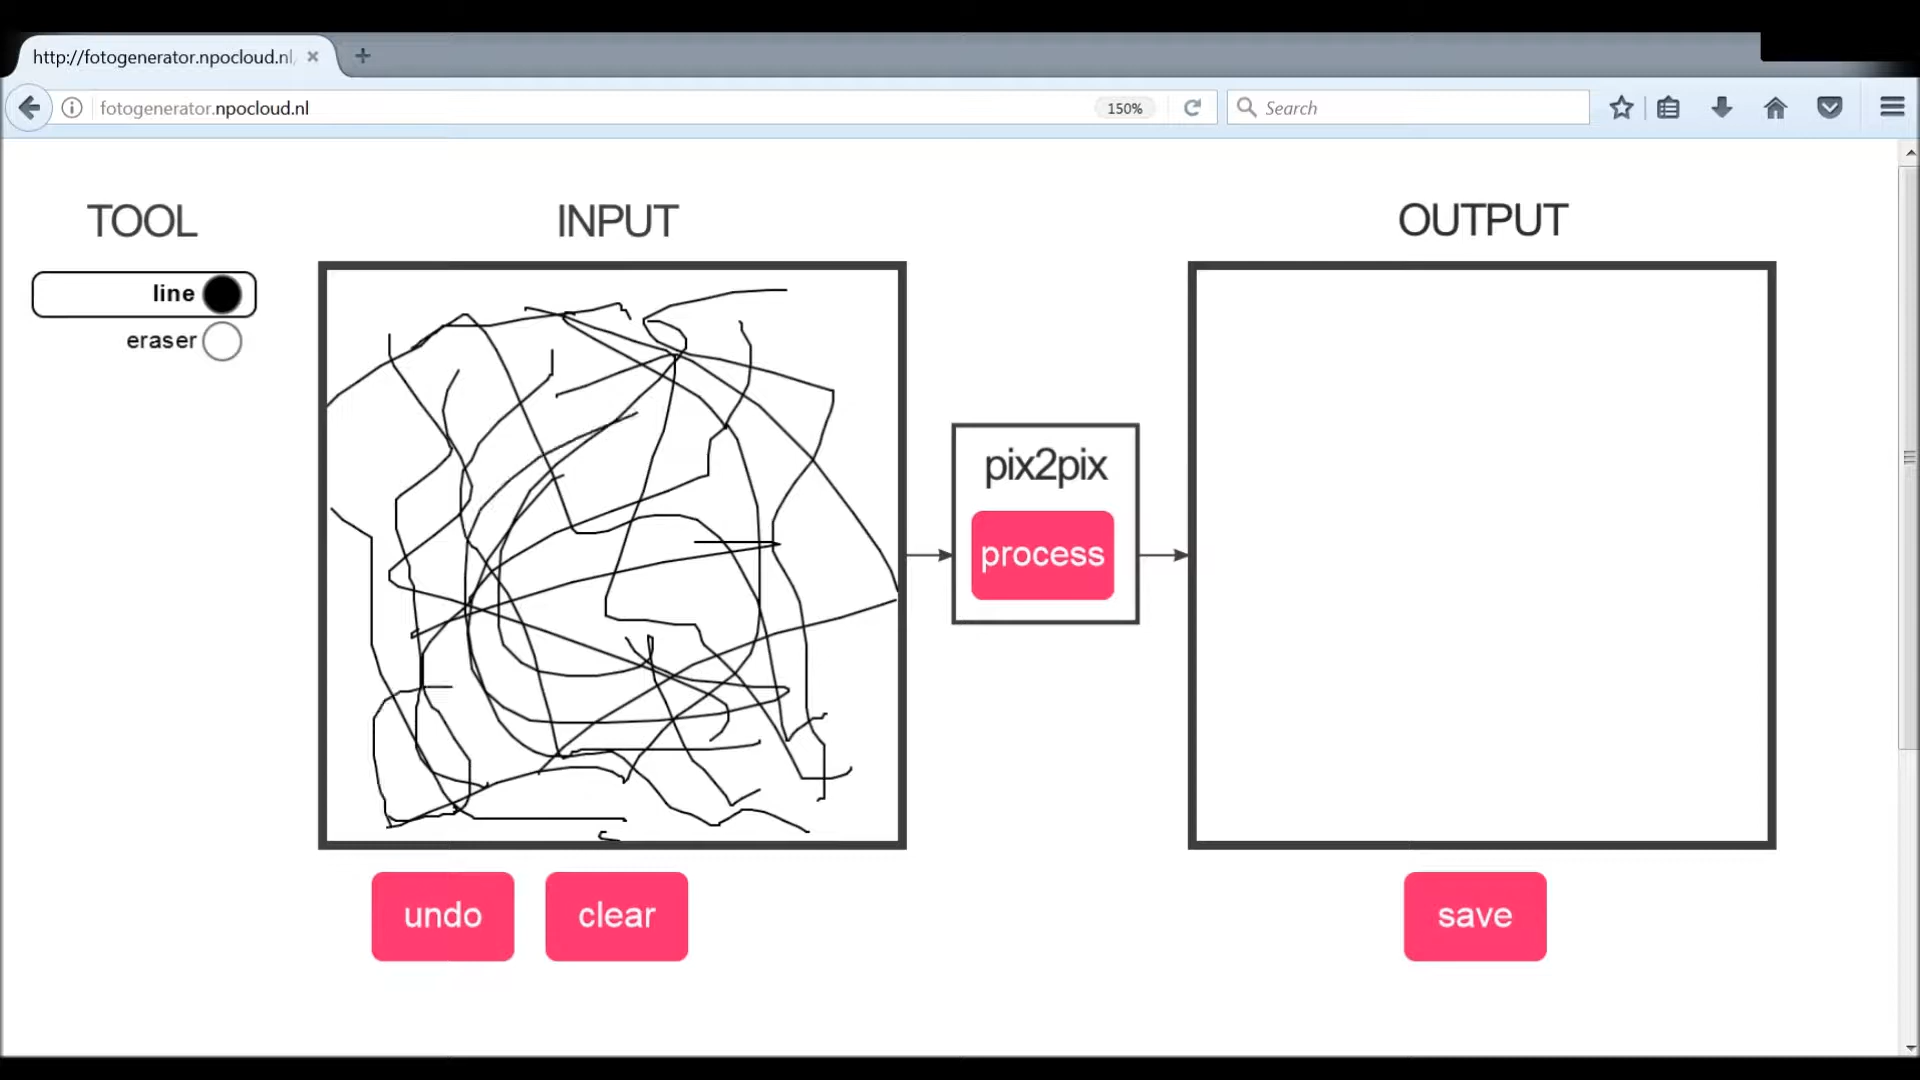 http://fotogenerator.npocloud.nl/
fotogenerator.npocloud.nl
150%
Search
TOOL
INPUT
OUTPUT
line
eraser
pix2pix
process
undo
clear
save